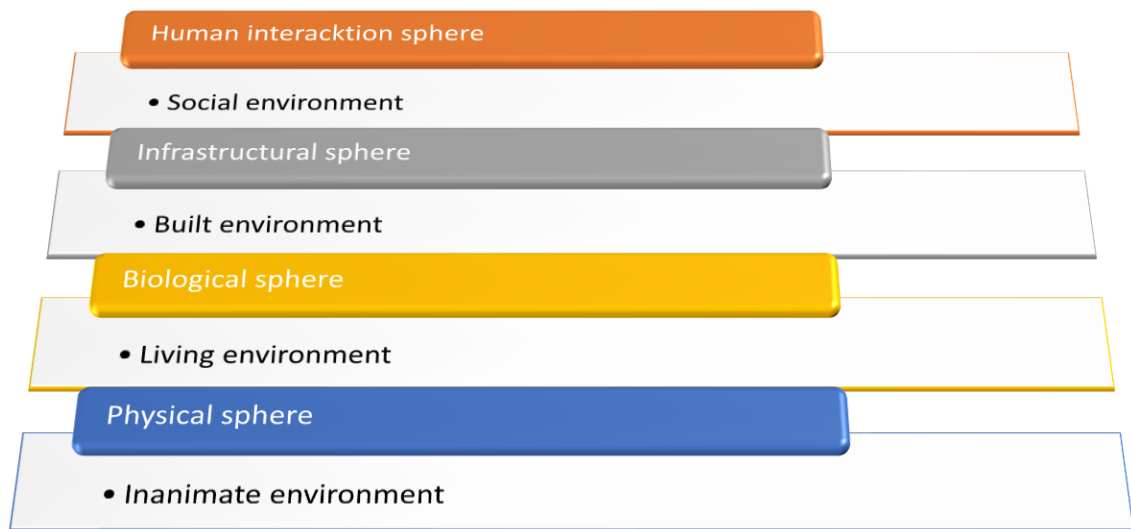 Human interacktion sphere
• Social environment
Infrastructural sphere
• Built environment
Biological sphere
• Living environment
Physical sphere
• Inanimate environment